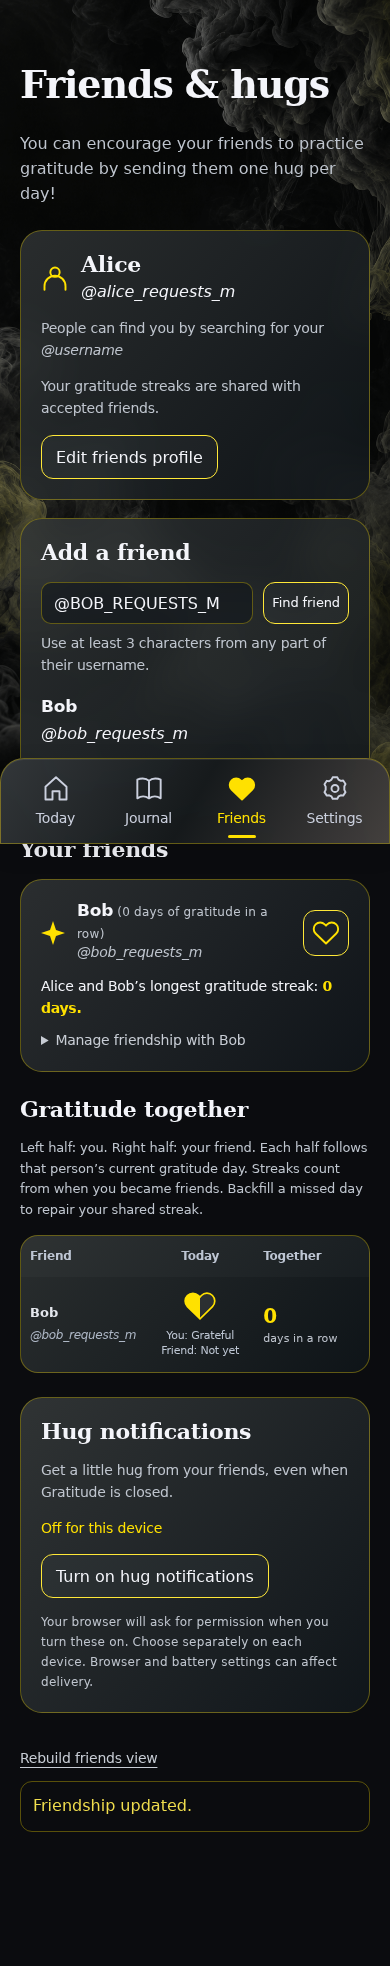 Friends & hugs
You can encourage your friends to practice
gratitude by sending them one hug per
day!
Alice
@alice_requests_m
People can find you by searching for your
@username
Your gratitude streaks are shared with
accepted friends.
Edit friends profile
Add a friend
@BOB_REQUESTS_M
Find friend
Use at least 3 characters from any part of
their username.
Bob
@bob_requests_m
Today
Journal
Friends
Settings
Your friends
Bob (0 days of gratitude in a
row)
@bob_requests_m
Alice and Bob’s longest gratitude streak: 0
days.
Manage friendship with Bob
Gratitude together
Left half: you. Right half: your friend. Each half follows
that person’s current gratitude day. Streaks count
from when you became friends. Backfill a missed day
to repair your shared streak.
Friend Today Together
Bob
@bob_requests_m
You: Grateful
Friend: Not yet
0
days in a row
Hug notifications
Get a little hug from your friends, even when
Gratitude is closed.
Off for this device
Turn on hug notifications
Your browser will ask for permission when you
turn these on. Choose separately on each
device. Browser and battery settings can affect
delivery.
Rebuild friends view
Friendship updated.